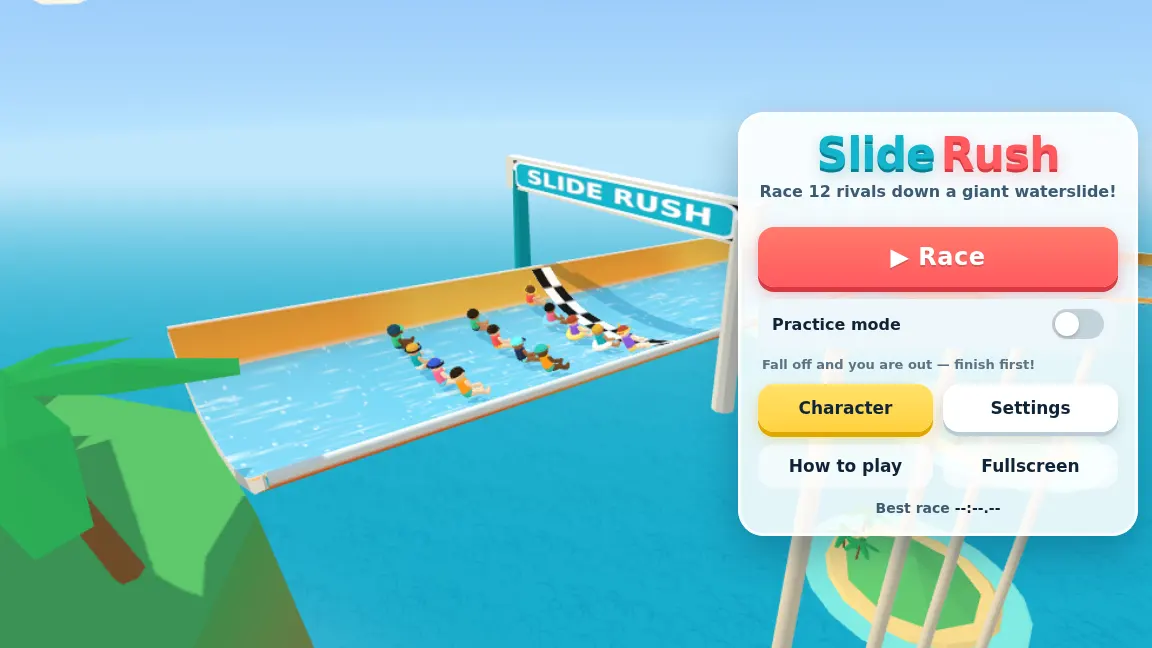 SLIDE RUSH
Slide Rush
Race 12 rivals down a giant waterslide!
▶ Race
Practice mode
Fall off and you are out — finish first!
Character
Settings
How to play
Fullscreen
Best race --:--.--